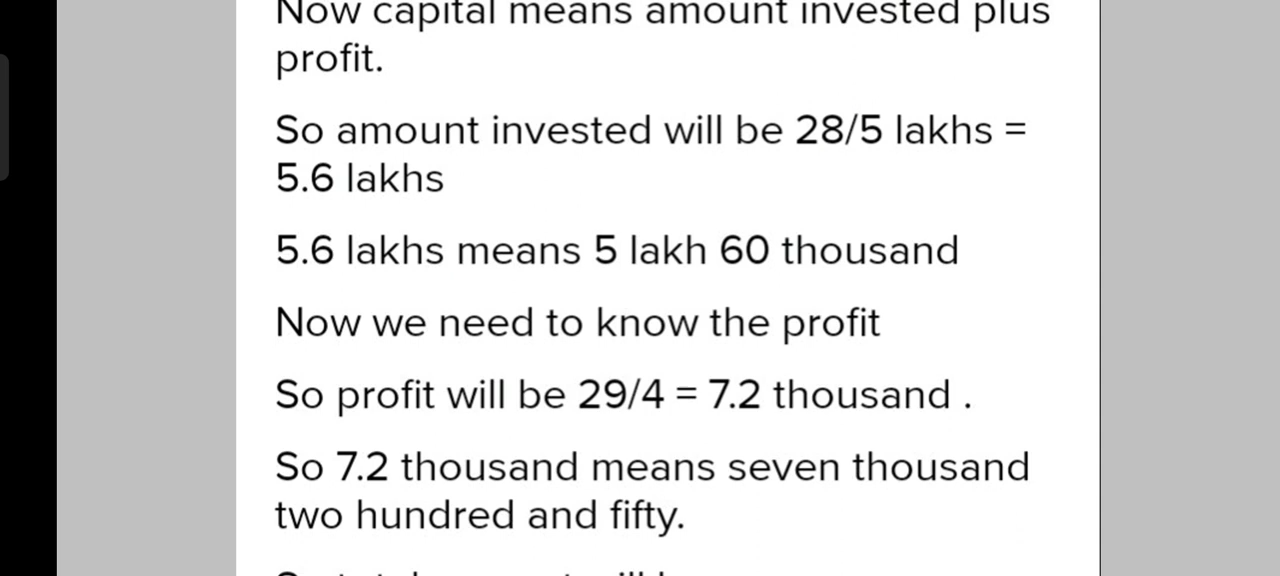 Now capital means amount invested plus
profit.
So amount invested will be 28/5 lakhs =
5.6 lakhs
5.6 lakhs means 5 lakh 60 thousand
Now we need to know the profit
So profit will be 29/4 = 7.2 thousand .
So 7.2 thousand means seven thousand
two hundred and fifty.